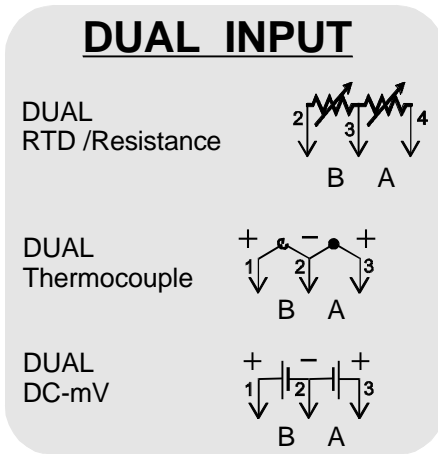 DUAL INPUT
DUAL
RTD /Resistance
2 3 4
B A
DUAL
Thermocouple
+ – +
1 2 3
B A
DUAL
DC-mV
+ – +
1 2 3
B A